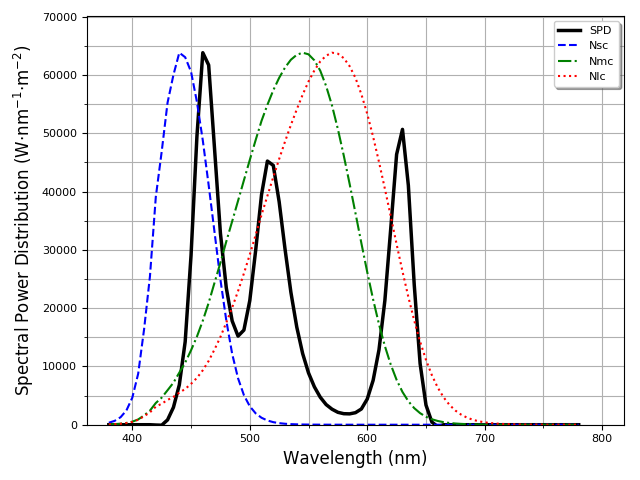 70000
60000
50000
40000
30000
20000
10000
0
Spectral Power Distribution (W·nm⁻¹·m⁻²)
SPD
Nsc
Nmc
Nlc
400 500 600 700 800
Wavelength (nm)